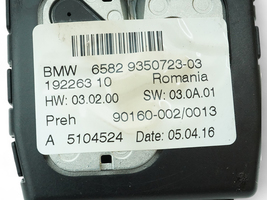 BMW 6582 9350723-03
192263 10 Romania
HW: 03.02.00 SW: 03.0A.01
Preh 90160-002/0013
A 5104524 Date: 05.04.16